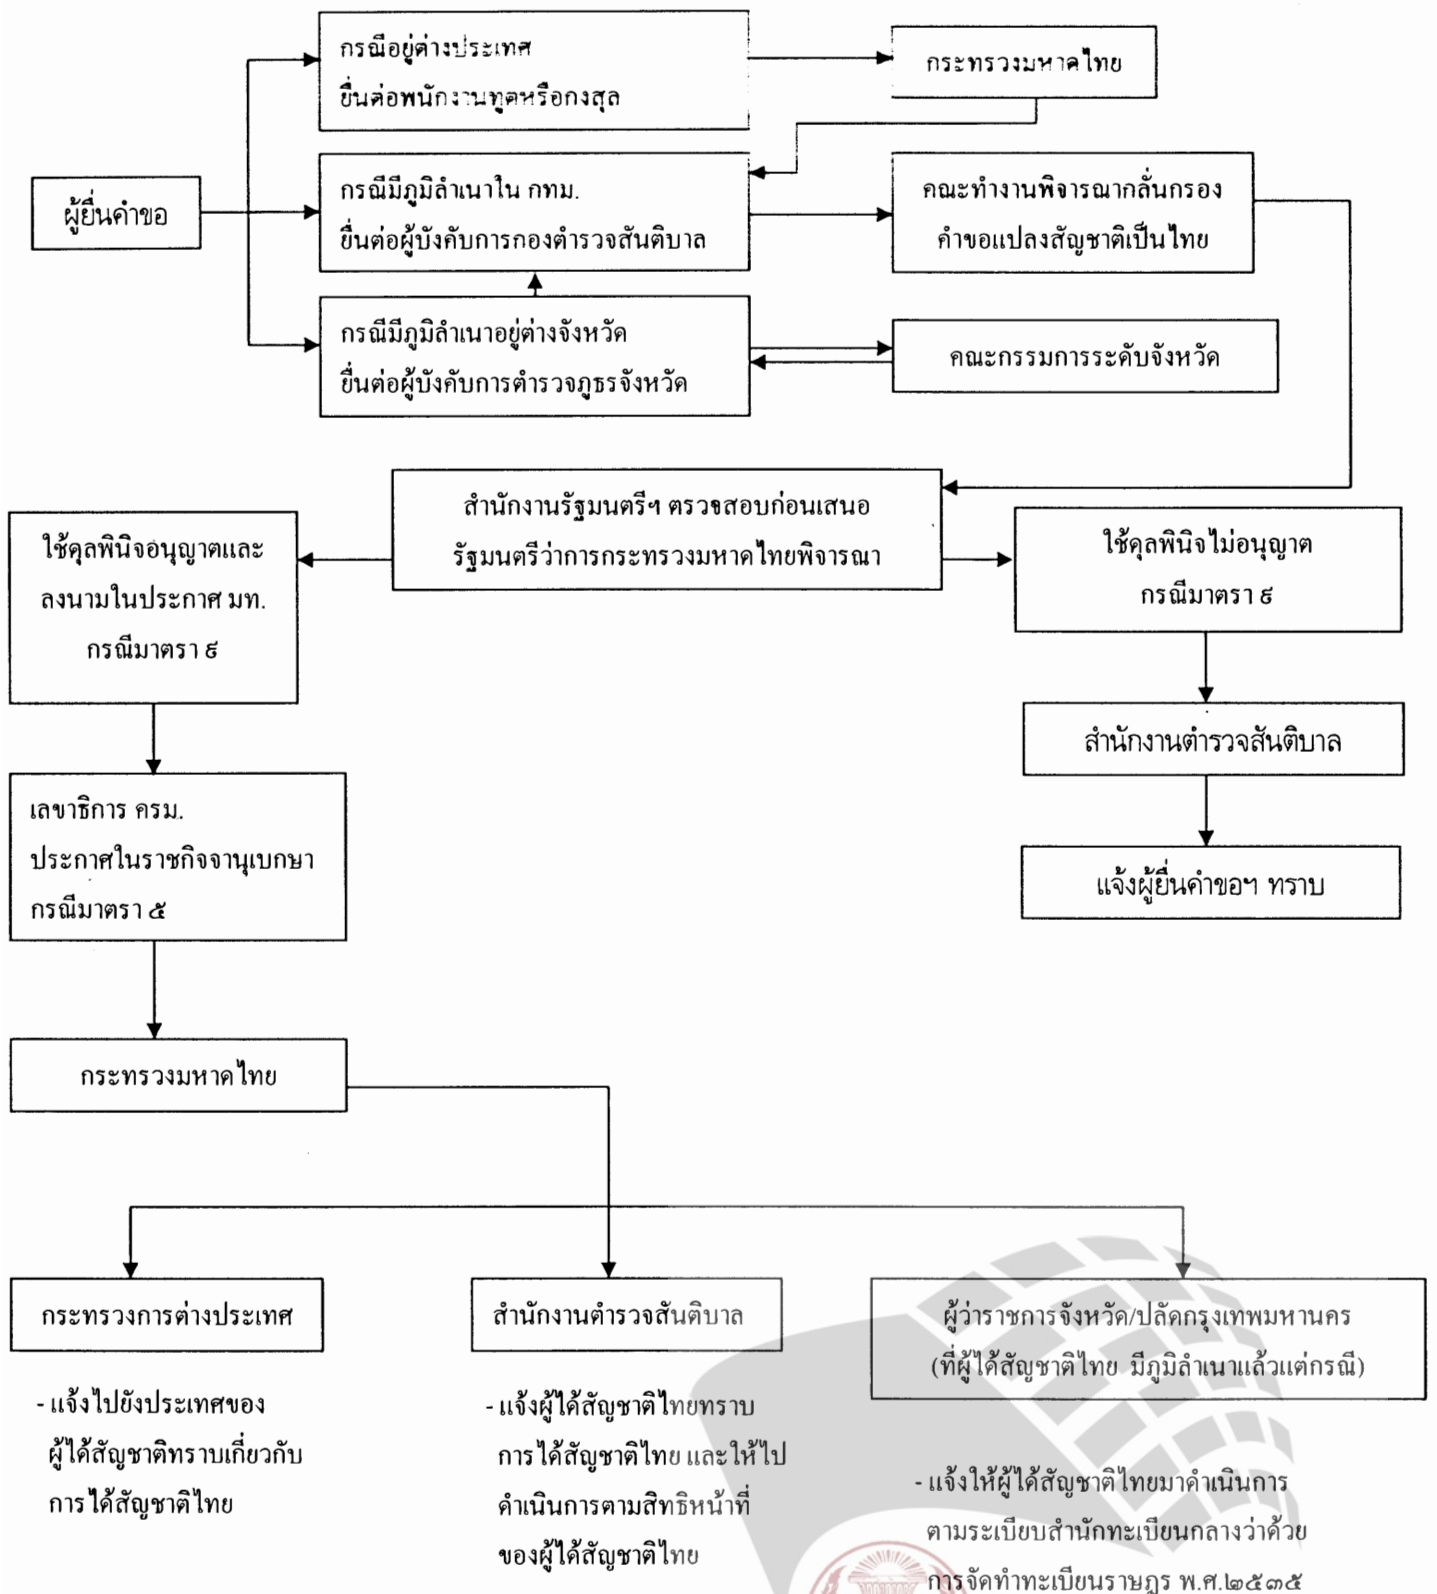 กรณีอยู่ต่างประเทศ
ยื่นต่อพนักงานทูตหรือกงสุล
กระทรวงมหาดไทย
ผู้ยื่นคำขอ
กรณีมีภูมิลำเนาใน กทม.
ยื่นต่อผู้บังคับการกองตำรวจสันติบาล
คณะทำงานพิจารณากลั่นกรอง
คำขอแปลงสัญชาติเป็นไทย
กรณีมีภูมิลำเนาอยู่ต่างจังหวัด
ยื่นต่อผู้บังคับการตำรวจภูธรจังหวัด
คณะกรรมการระดับจังหวัด
สำนักงานรัฐมนตรีฯ ตรวจสอบก่อนเสนอ
รัฐมนตรีว่าการกระทรวงมหาดไทยพิจารณา
ใช้ดุลพินิจอนุญาตและ
ลงนามในประกาศ มท.
กรณีมาตรา ๙
ใช้ดุลพินิจไม่อนุญาต
กรณีมาตรา ๙
สำนักงานตำรวจสันติบาล
แจ้งผู้ยื่นคำขอฯ ทราบ
เลขาธิการ ครม.
ประกาศในราชกิจจานุเบกษา
กรณีมาตรา ๕
กระทรวงมหาดไทย
กระทรวงการต่างประเทศ
- แจ้งไปยังประเทศของ
ผู้ได้สัญชาติทราบเกี่ยวกับ
การได้สัญชาติไทย
สำนักงานตำรวจสันติบาล
- แจ้งผู้ได้สัญชาติไทยทราบ
การได้สัญชาติไทย และให้ไป
ดำเนินการตามสิทธิหน้าที่
ของผู้ได้สัญชาติไทย
ผู้ว่าราชการจังหวัด/ปลัดกรุงเทพมหานคร
(ที่ผู้ได้สัญชาติไทย มีภูมิลำเนาแล้วแต่กรณี)
- แจ้งให้ผู้ได้สัญชาติไทยมาดำเนินการ
ตามระเบียบสำนักทะเบียนกลางว่าด้วย
การจัดทำทะเบียนราษฎร พ.ศ.๒๕๓๕